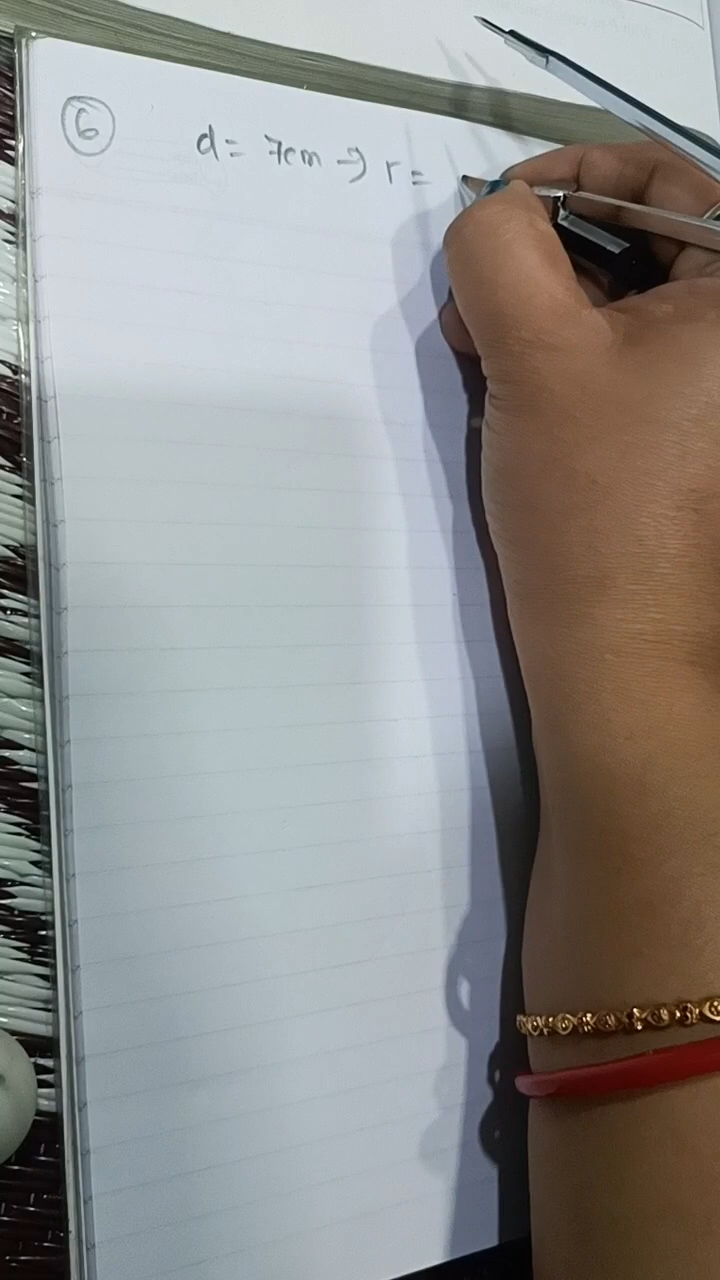 6 d = 7cm → r =